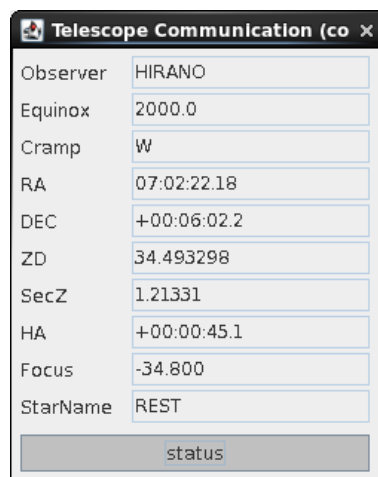 Telescope Communication (co ×
Observer HIRANO
Equinox 2000.0
Cramp W
RA 07:02:22.18
DEC +00:06:02.2
ZD 34.493298
SecZ 1.21331
HA +00:00:45.1
Focus -34.800
StarName REST
status